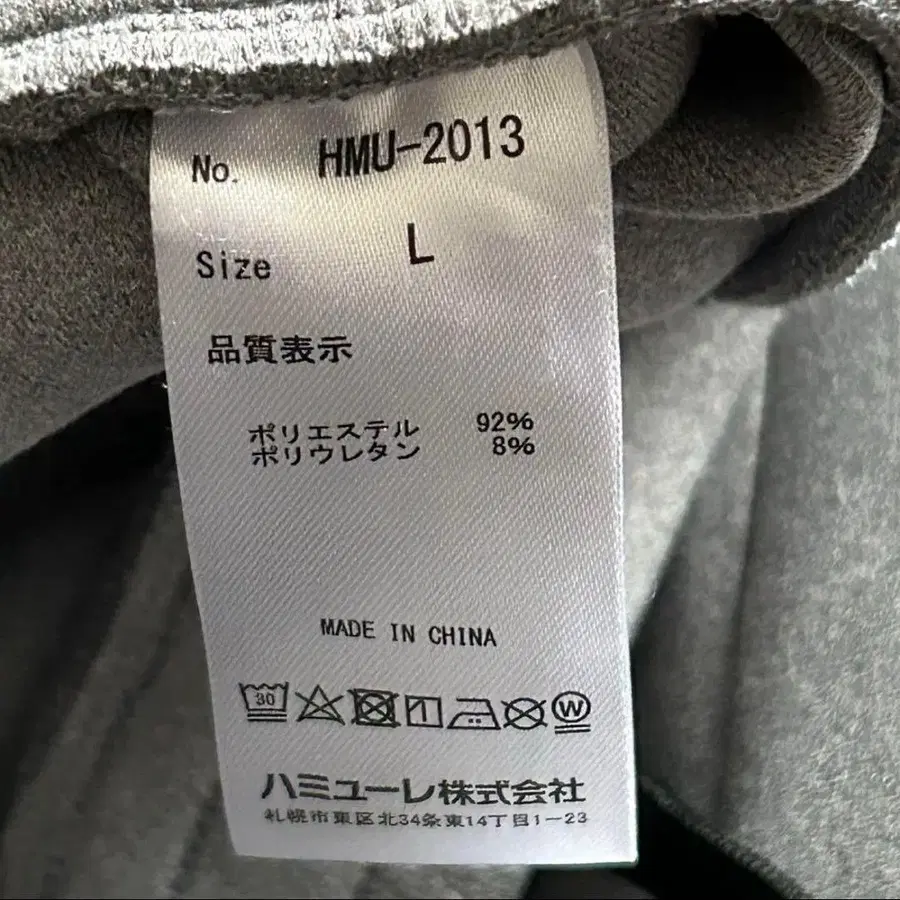 No. HMU-2013
Size L
品質表示
ポリエステル 92%
ポリウレタン 8%
MADE IN CHINA
30 W
ハミューレ株式会社
札幌市東区北34条東14丁目1-23